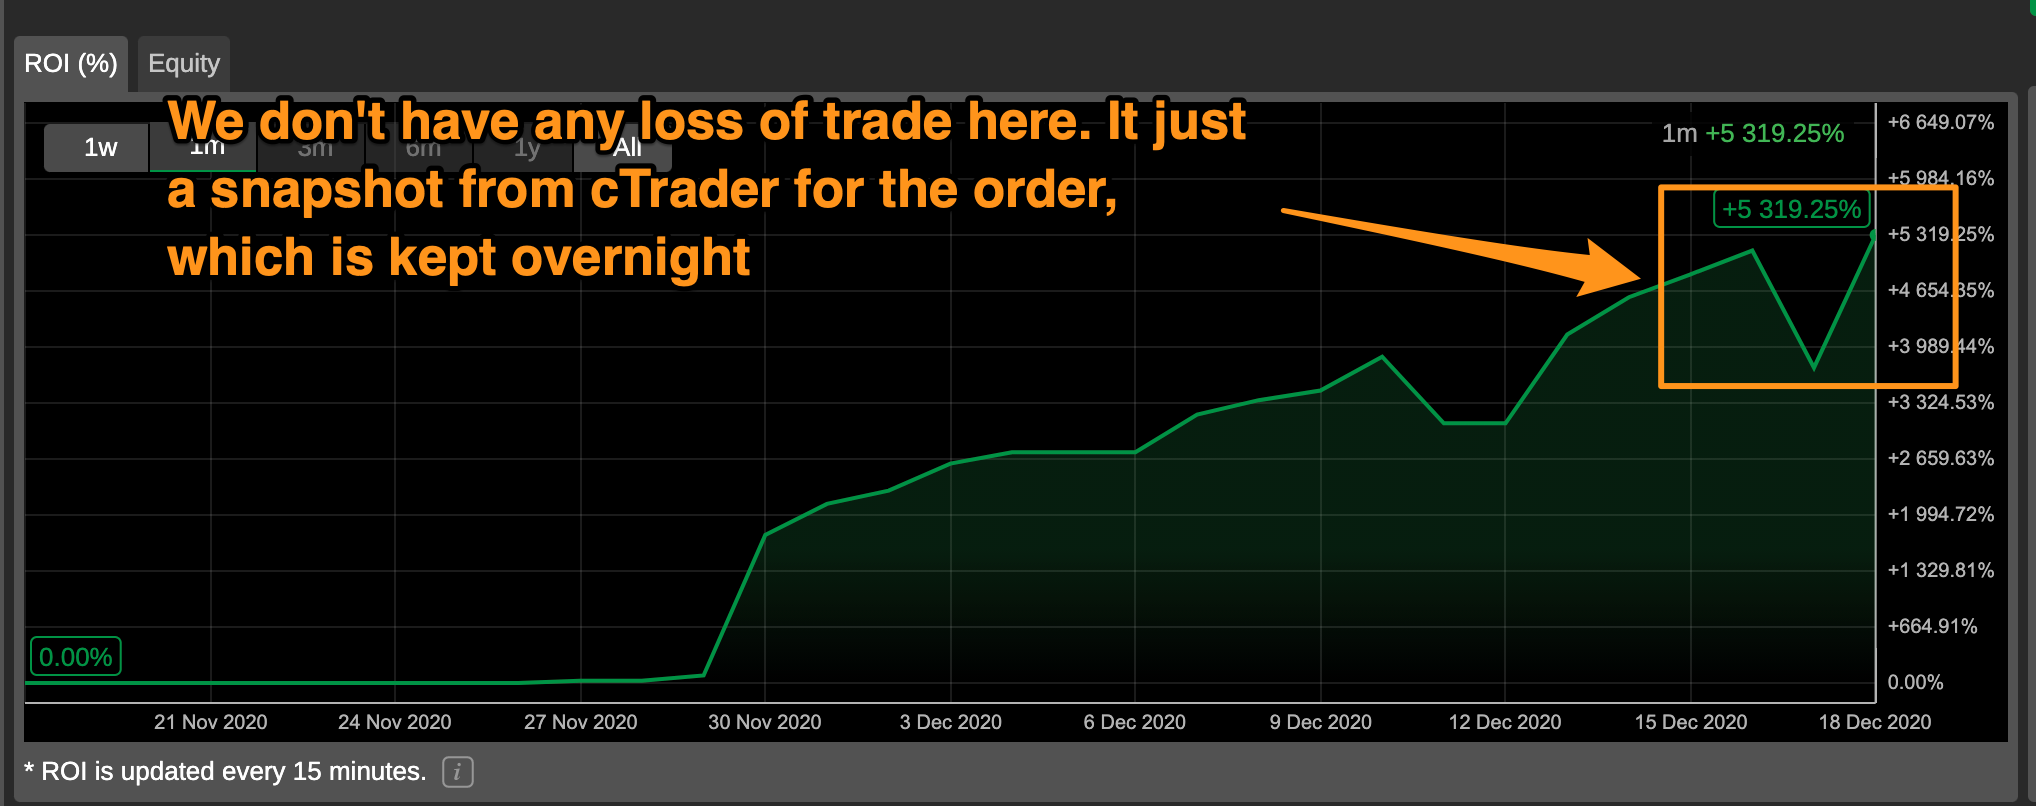 ROI (%)
Equity
We don't have any loss of trade here. It just
a snapshot from cTrader for the order,
which is kept overnight
1w
1m
3m
6m
1y
All
1m +5 319.25%
+5 319.25%
+6 649.07%
+5 984.16%
+5 319.25%
+4 654.35%
+3 989.44%
+3 324.53%
+2 659.63%
+1 994.72%
+1 329.81%
+664.91%
0.00%
0.00%
21 Nov 2020
24 Nov 2020
27 Nov 2020
30 Nov 2020
3 Dec 2020
6 Dec 2020
9 Dec 2020
12 Dec 2020
15 Dec 2020
18 Dec 2020
* ROI is updated every 15 minutes.
i